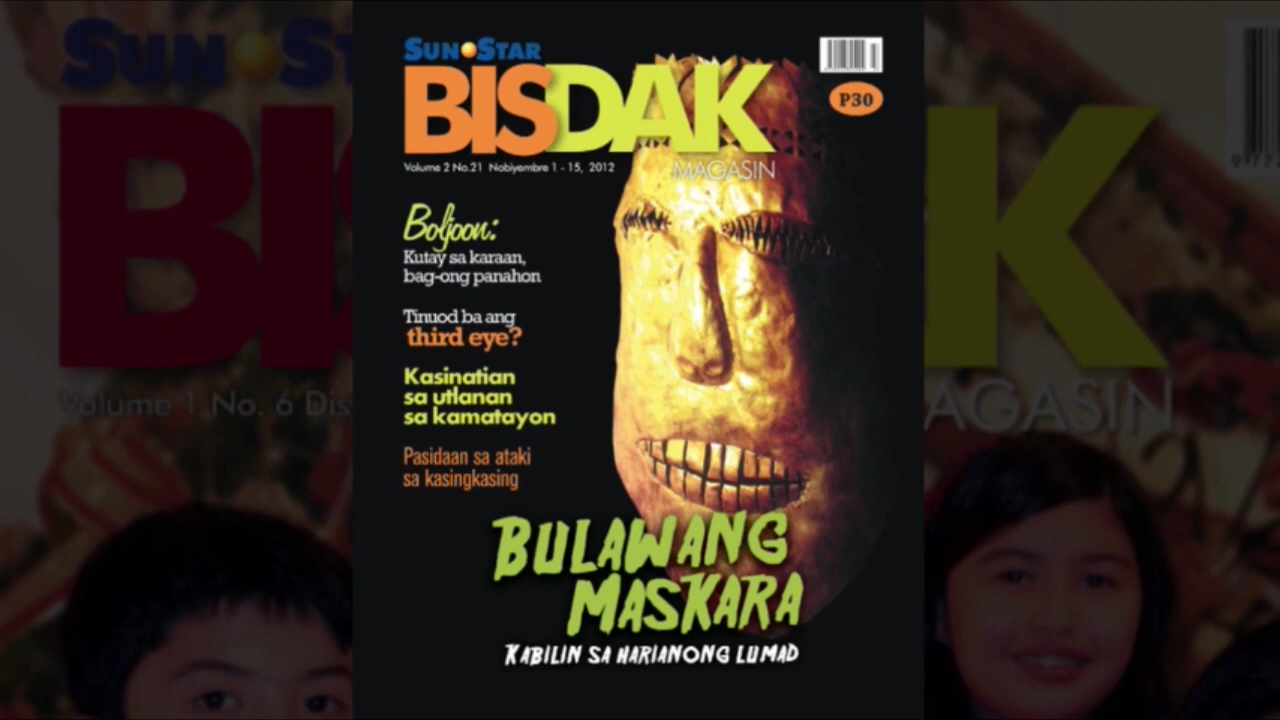 SUN STAR
BISDAK
MAGASIN
Volume 2 No.21 Nobiyembre 1 - 15, 2012
P30
Boljoon:
Kutay sa karaan,
bag-ong panahon
Tinuod ba ang
third eye?
Kasinatian
sa utlanan
sa kamatayon
Pasidaan sa ataki
sa kasingkasing
BULAWANG
MASKARA
KABILIN SA HARIANONG LUMAD
SUN ST
BIS
K
Volume 1 No. 6 Dis
MAGASIN